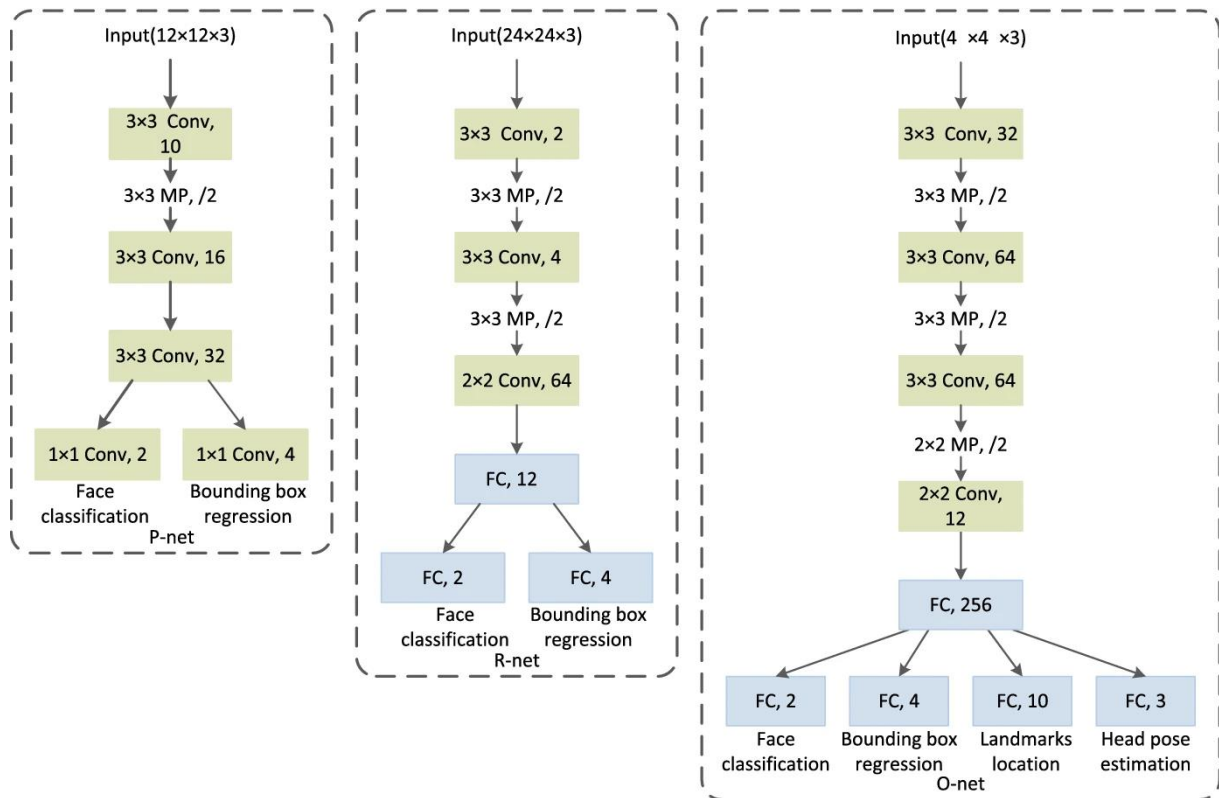 Input(12×12×3)
3×3 Conv,
10
3×3 MP, /2
3×3 Conv, 16
3×3 Conv, 32
1×1 Conv, 2
1×1 Conv, 4
Face
classification
Bounding box
regression
P-net
Input(24×24×3)
3×3 Conv, 2
3×3 MP, /2
3×3 Conv, 4
3×3 MP, /2
2×2 Conv, 64
FC, 12
FC, 2
FC, 4
Face
classification
Bounding box
regression
R-net
Input(4 ×4 ×3)
3×3 Conv, 32
3×3 MP, /2
3×3 Conv, 64
3×3 MP, /2
3×3 Conv, 64
2×2 MP, /2
2×2 Conv,
12
FC, 256
FC, 2
FC, 4
FC, 10
FC, 3
Face
classification
Bounding box
regression
Landmarks
location
Head pose
estimation
O-net